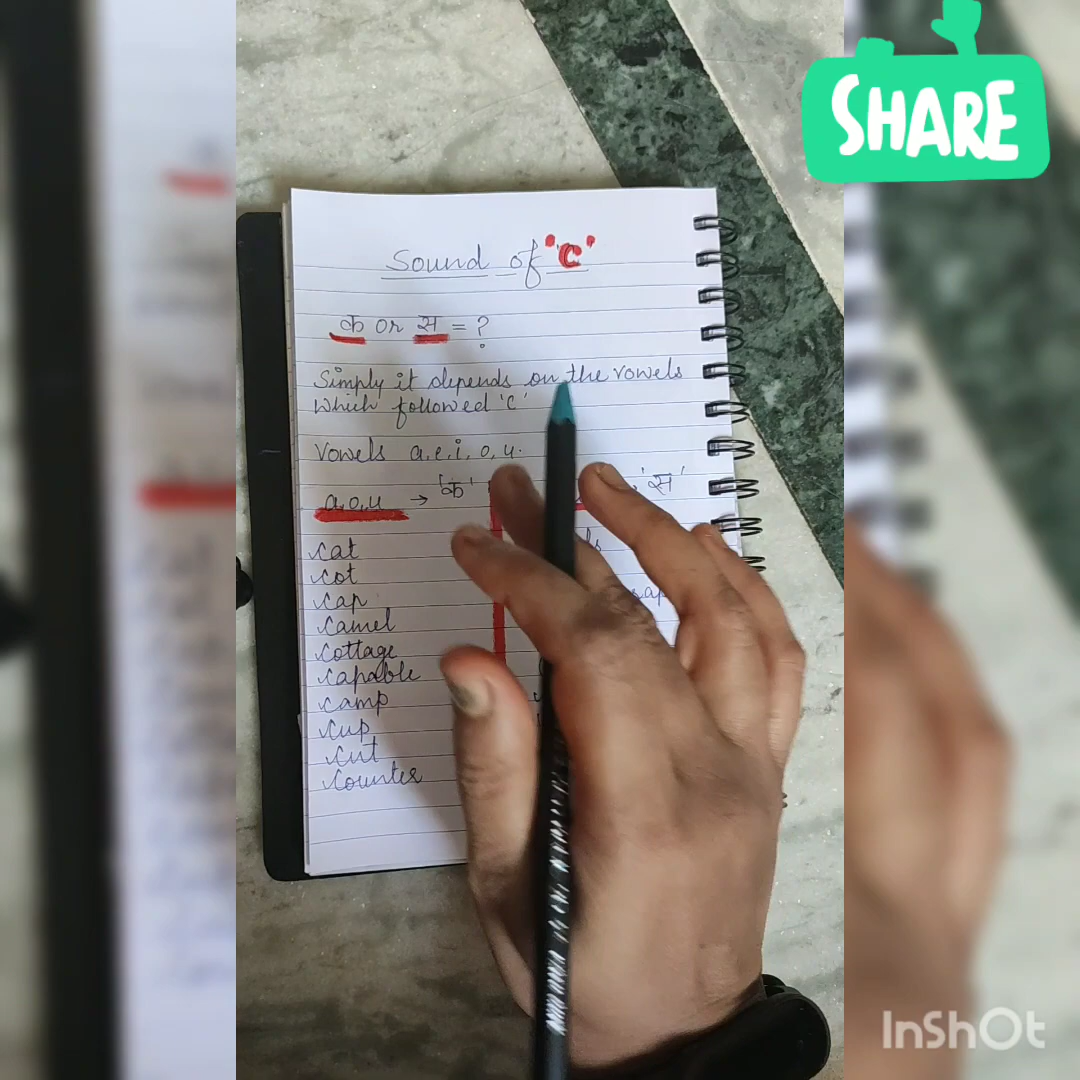 SHARE
Sound of 'C'
क or स = ?
Simply it depends on the vowels
which followed 'C'
Vowels a, e, i, o, u.
a, o, u → 'क' 'स'
cat
cot
cap
camel
cottage
capable
camp
cup
cut
counter
InShOt